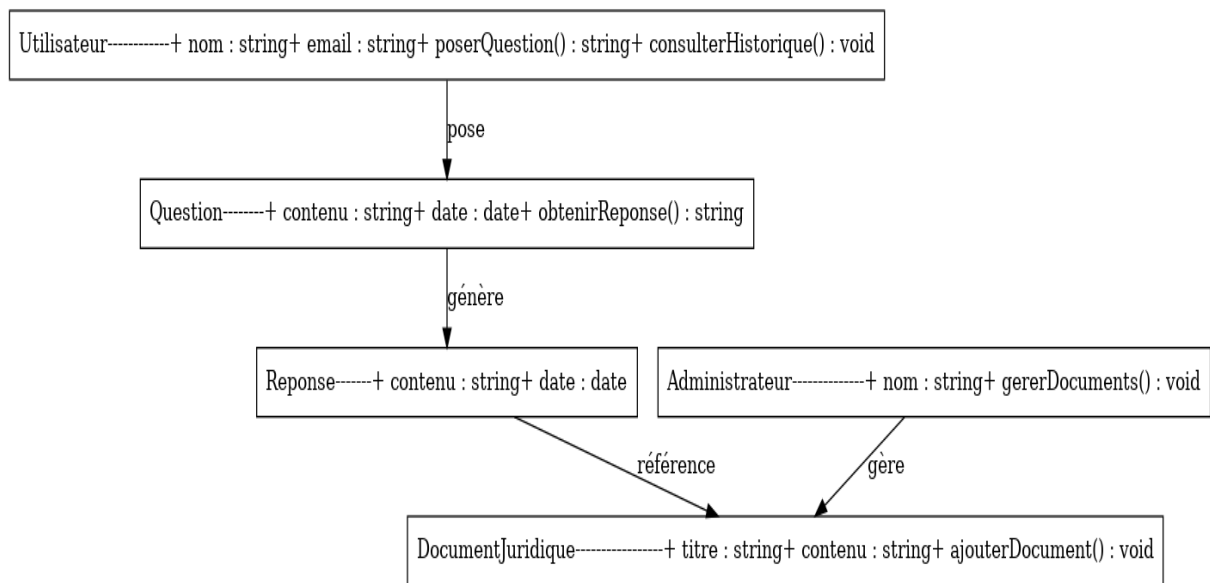 Utilisateur------------+ nom : string+ email : string+ poserQuestion() : string+ consulterHistorique() : void
pose
Question--------+ contenu : string+ date : date+ obtenirReponse() : string
génère
Reponse-------+ contenu : string+ date : date
Administrateur--------------+ nom : string+ gererDocuments() : void
référence
gère
DocumentJuridique-----------------+ titre : string+ contenu : string+ ajouterDocument() : void